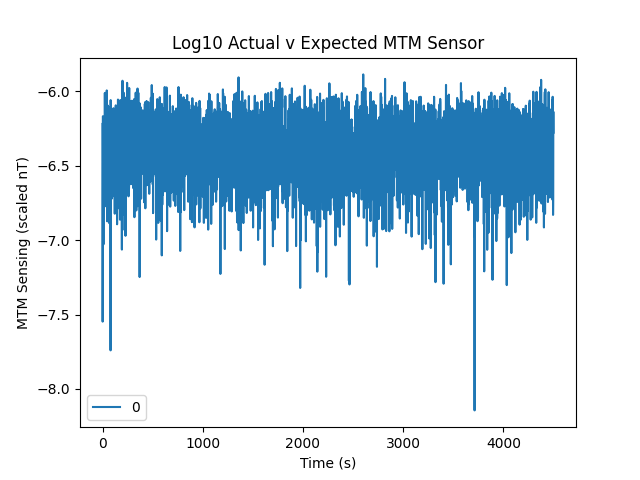 Log10 Actual v Expected MTM Sensor
MTM Sensing (scaled nT)
−6.0
−6.5
−7.0
−7.5
−8.0
0
0 1000 2000 3000 4000
Time (s)